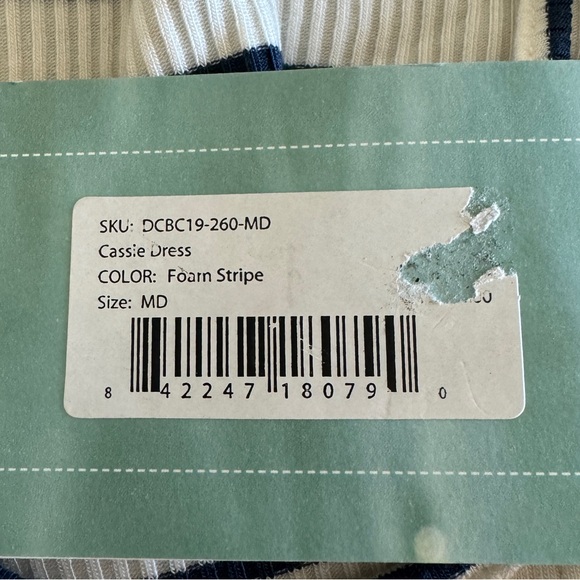 SKU: DCBC19-260-MD
Cassie Dress
COLOR: Foam Stripe
Size: MD
8 42247 18079 0